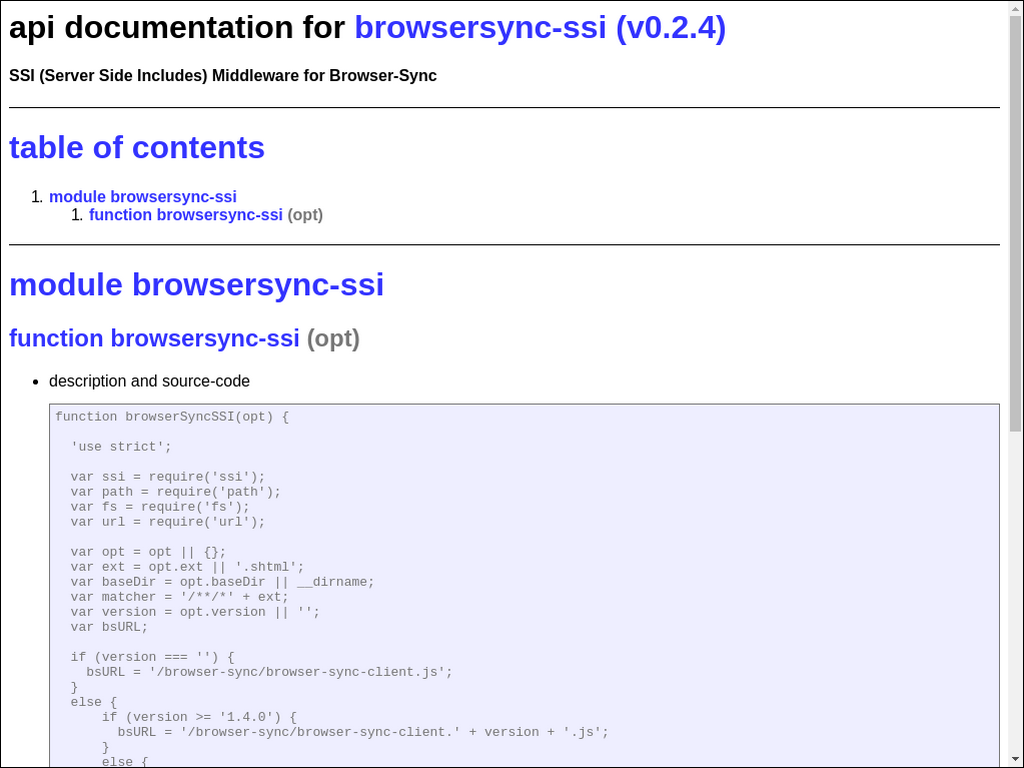 api documentation for browsersync-ssi (v0.2.4)
SSI (Server Side Includes) Middleware for Browser-Sync
table of contents
1. module browsersync-ssi
1. function browsersync-ssi (opt)
module browsersync-ssi
function browsersync-ssi (opt)
• description and source-code
function browserSyncSSI(opt) {
  'use strict';
  var ssi = require('ssi');
  var path = require('path');
  var fs = require('fs');
  var url = require('url');
  var opt = opt || {};
  var ext = opt.ext || '.shtml';
  var baseDir = opt.baseDir || __dirname;
  var matcher = '/**/*' + ext;
  var version = opt.version || '';
  var bsURL;
  if (version === '') {
    bsURL = '/browser-sync/browser-sync-client.js';
  }
  else {
      if (version >= '1.4.0') {
        bsURL = '/browser-sync/browser-sync-client.' + version + '.js';
      }
      else {